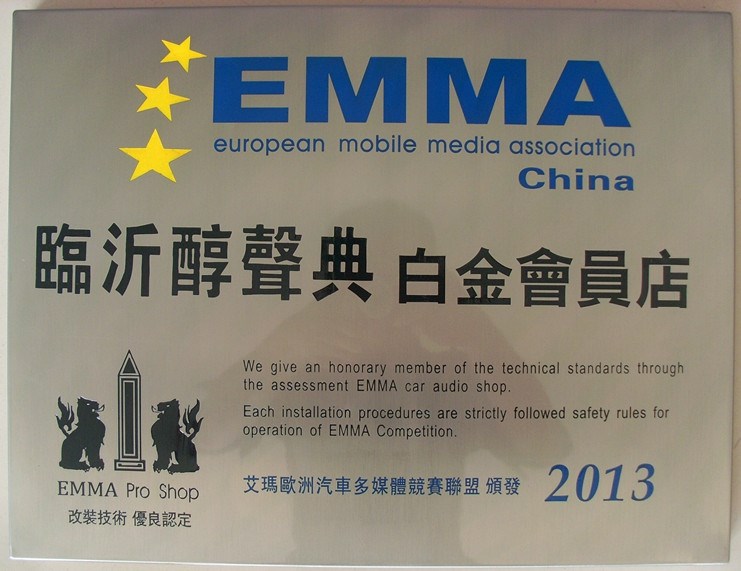 EMMA
european mobile media association
China
臨沂醇聲典 白金會員店
We give an honorary member of the technical standards through
the assessment EMMA car audio shop.
Each installation procedures are strictly followed safety rules for
operation of EMMA Competition.
EMMA Pro Shop
改裝技術 優良認定
艾瑪歐洲汽車多媒體競賽聯盟 頒發 2013